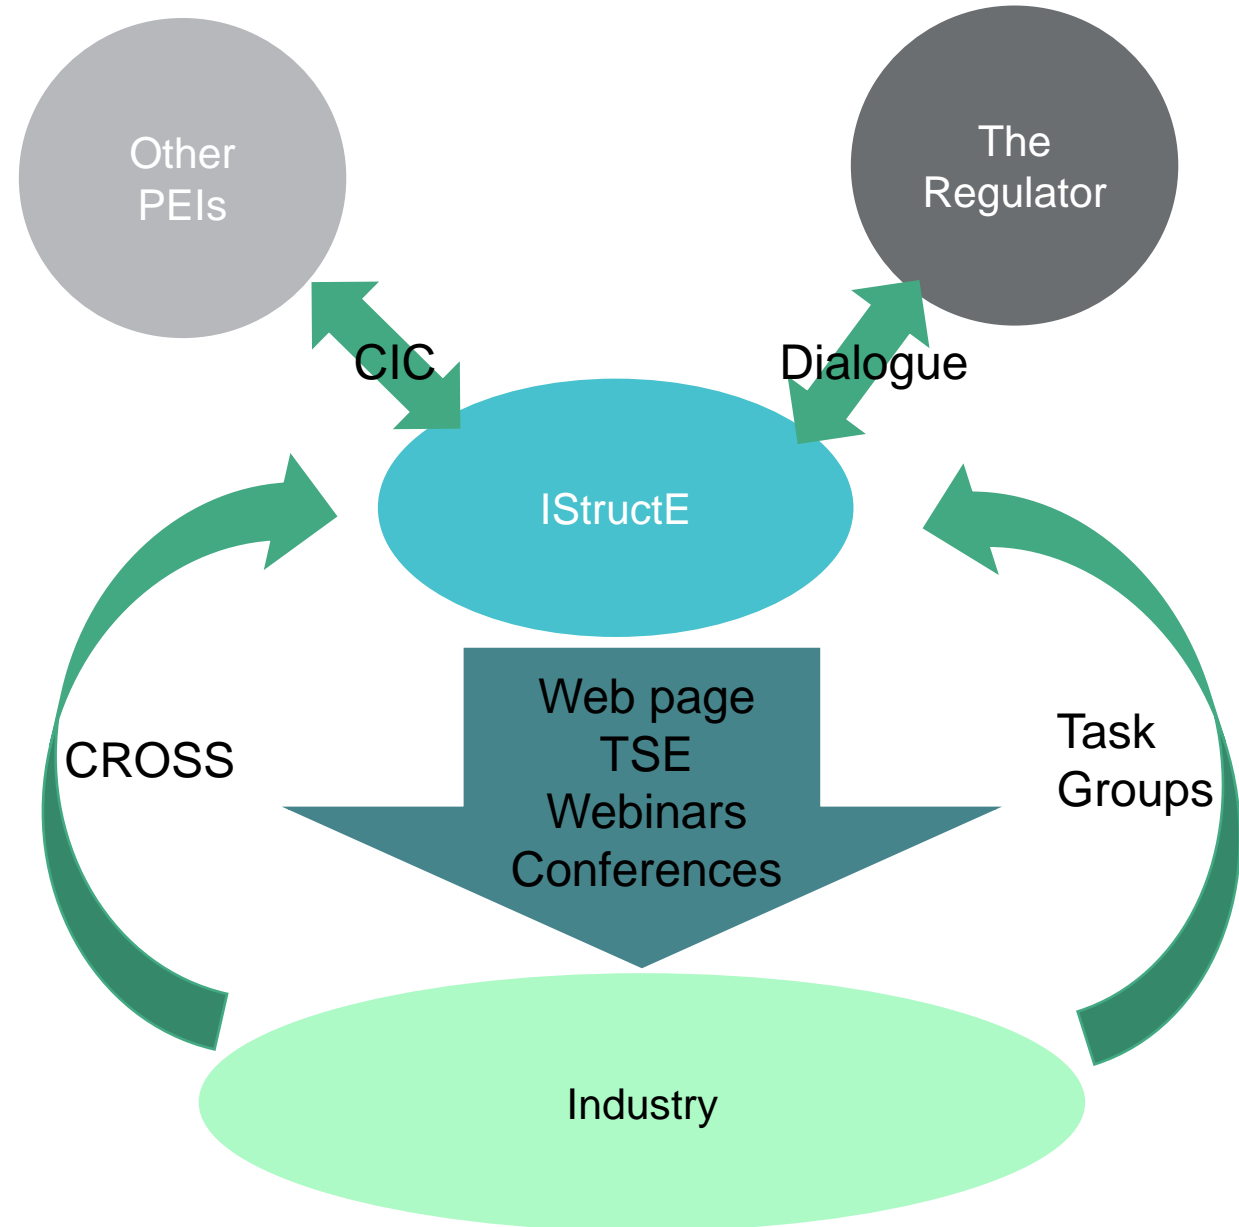 Other
PEIs
The
Regulator
CIC
Dialogue
IStructE
Web page
TSE
Webinars
Conferences
CROSS
Task
Groups
Industry